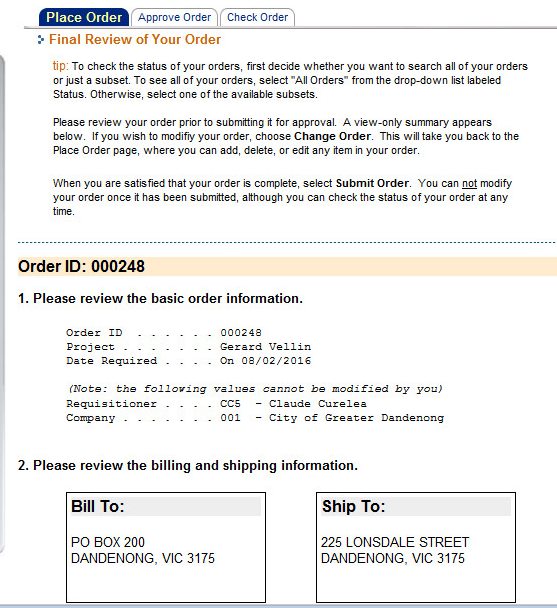 Place Order Approve Order Check Order
Final Review of Your Order
tip: To check the status of your orders, first decide whether you want to search all of your orders
or just a subset. To see all of your orders, select "All Orders" from the drop-down list labeled
Status. Otherwise, select one of the available subsets.
Please review your order prior to submitting it for approval. A view-only summary appears
below. If you wish to modifiy your order, choose Change Order. This will take you back to the
Place Order page, where you can add, delete, or edit any item in your order.
When you are satisfied that your order is complete, select Submit Order. You can not modify
your order once it has been submitted, although you can check the status of your order at any
time.
Order ID: 000248
1. Please review the basic order information.
Order ID . . . . . . 000248
Project . . . . . . . Gerard Vellin
Date Required . . . . On 08/02/2016
(Note: the following values cannot be modified by you)
Requisitioner . . . . CC5 - Claude Curelea
Company . . . . . . . 001 - City of Greater Dandenong
2. Please review the billing and shipping information.
Bill To:
PO BOX 200
DANDENONG, VIC 3175
Ship To:
225 LONSDALE STREET
DANDENONG, VIC 3175